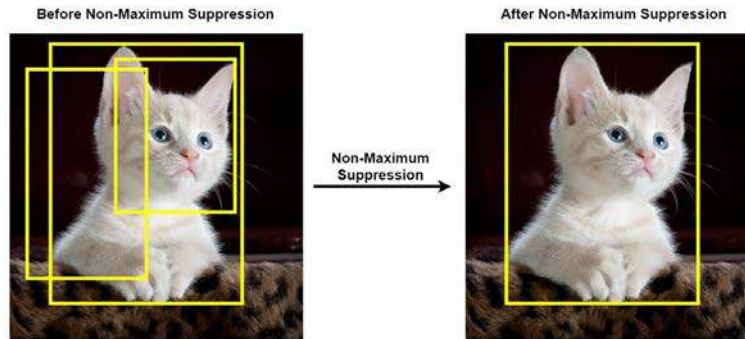 Before Non-Maximum Suppression
After Non-Maximum Suppression
Non-Maximum
Suppression